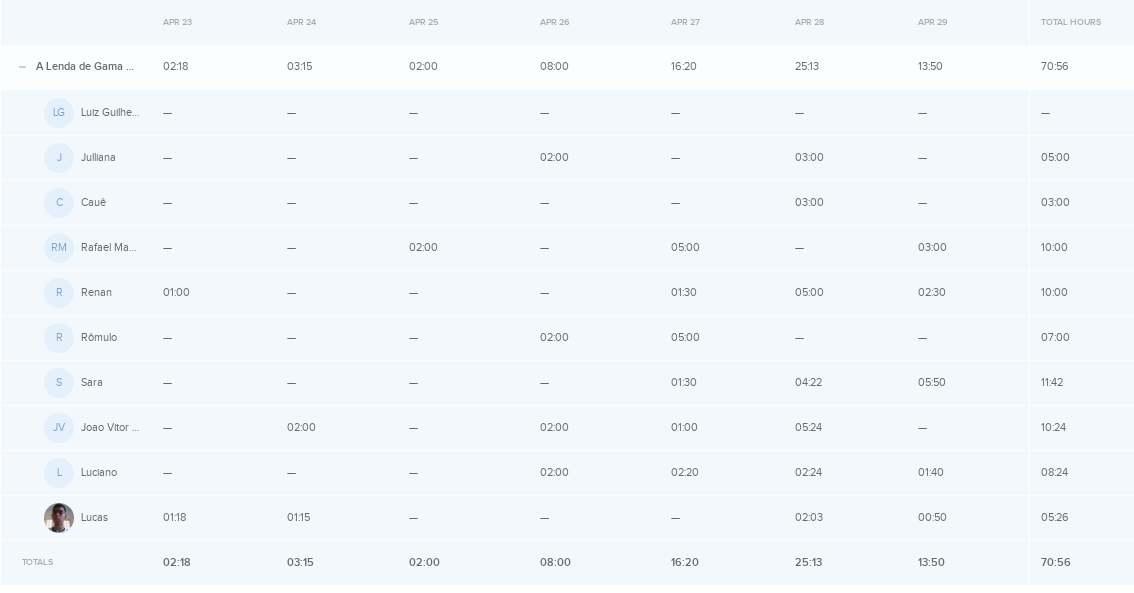 APR 23 APR 24 APR 25 APR 26 APR 27 APR 28 APR 29 TOTAL HOURS
– A Lenda de Gama ... 02:18 03:15 02:00 08:00 16:20 25:13 13:50 70:56
LG Luiz Guilhe... — — — — — — — —
J Julliana — — — 02:00 — 03:00 — 05:00
C Cauê — — — — — 03:00 — 03:00
RM Rafael Ma... — — 02:00 — 05:00 — 03:00 10:00
R Renan 01:00 — — — 01:30 05:00 02:30 10:00
R Rômulo — — — 02:00 05:00 — — 07:00
S Sara — — — — 01:30 04:22 05:50 11:42
JV Joao Vitor ... — 02:00 — 02:00 01:00 05:24 — 10:24
L Luciano — — — 02:00 02:20 02:24 01:40 08:24
Lucas 01:18 01:15 — — — 02:03 00:50 05:26
TOTALS 02:18 03:15 02:00 08:00 16:20 25:13 13:50 70:56